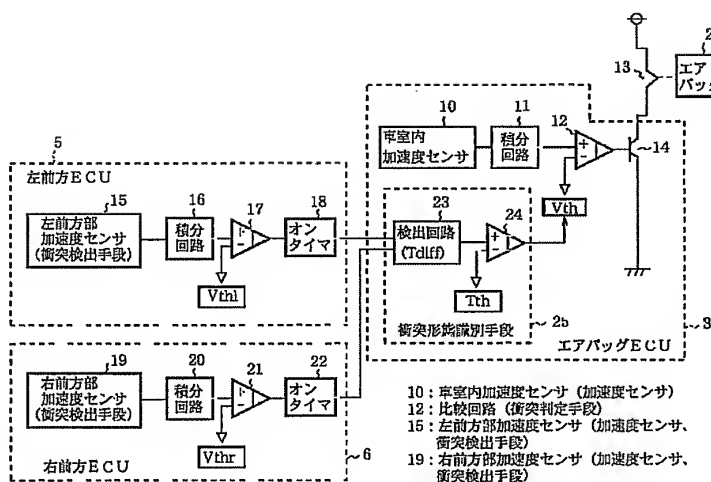 2
13
エア
バッグ
10
11
12
車室内
加速度センサ
積分
回路
14
Vth
5
左前方ECU
15
16
17
18
左前方部
加速度センサ
(衝突検出手段)
積分
回路
オン
タイマ
Vthl
23
24
検出回路
(Tdiff)
Tth
衝突形態識別手段
25
エアバッグECU
3
19
20
21
22
右前方部
加速度センサ
(衝突検出手段)
積分
回路
オン
タイマ
Vthr
右前方ECU
6
10:車室内加速度センサ(加速度センサ)
12:比較回路(衝突判定手段)
15:左前方部加速度センサ(加速度センサ、
衝突検出手段)
19:右前方部加速度センサ(加速度センサ、
衝突検出手段)